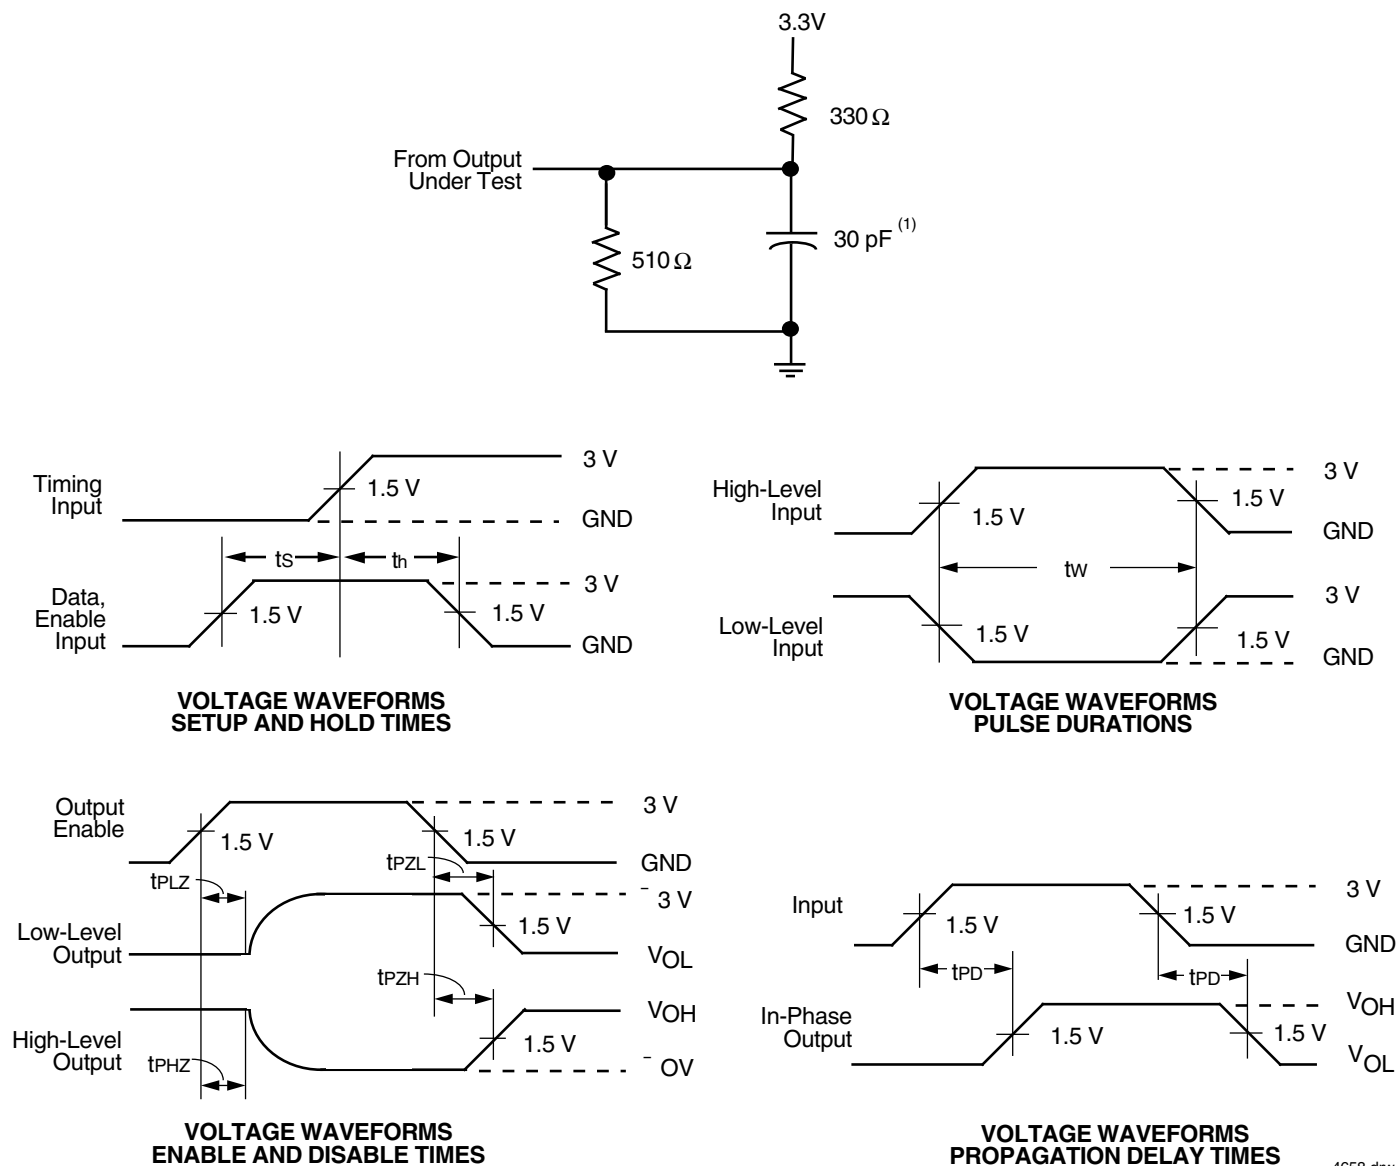 3.3V
330 Ω
From Output
Under Test
510 Ω
30 pF (1)
Timing
Input
3 V
1.5 V
GND
tS
th
Data,
Enable
Input
3 V
1.5 V
1.5 V
GND
VOLTAGE WAVEFORMS
SETUP AND HOLD TIMES
High-Level
Input
3 V
1.5 V
1.5 V
GND
tW
Low-Level
Input
3 V
1.5 V
1.5 V
GND
VOLTAGE WAVEFORMS
PULSE DURATIONS
Output
Enable
3 V
1.5 V
1.5 V
GND
tPLZ
tPZL
Low-Level
Output
¯ 3 V
1.5 V
VOL
tPZH
High-Level
Output
VOH
1.5 V
¯ OV
tPHZ
VOLTAGE WAVEFORMS
ENABLE AND DISABLE TIMES
Input
3 V
1.5 V
1.5 V
GND
tPD
tPD
In-Phase
Output
VOH
1.5 V
1.5 V
VOL
VOLTAGE WAVEFORMS
PROPAGATION DELAY TIMES